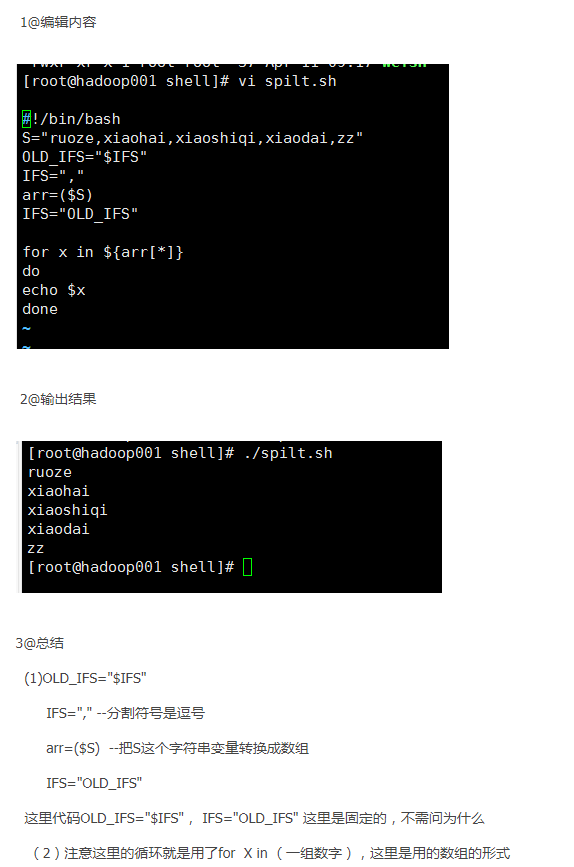 1@编辑内容
[root@hadoop001 shell]# vi spilt.sh
#!/bin/bash
S="ruoze,xiaohai,xiaoshiqi,xiaodai,zz"
OLD_IFS="$IFS"
IFS=","
arr=($S)
IFS="OLD_IFS"
for x in ${arr[*]}
do
echo $x
done
~
~
2@输出结果
[root@hadoop001 shell]# ./spilt.sh
ruoze
xiaohai
xiaoshiqi
xiaodai
zz
[root@hadoop001 shell]#
3@总结
(1)OLD_IFS="$IFS"
IFS="," --分割符号是逗号
arr=($S) --把S这个字符串变量转换成数组
IFS="OLD_IFS"
这里代码OLD_IFS="$IFS" ，IFS="OLD_IFS" 这里是固定的，不需问为什么
（2）注意这里的循环就是用了for X in （一组数字），这里是用的数组的形式